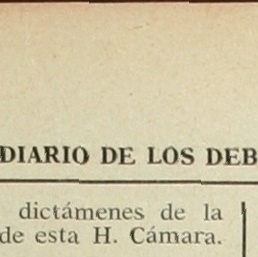 DIARIO DE LOS DEB
dictámenes de la
de esta H. Cámara.